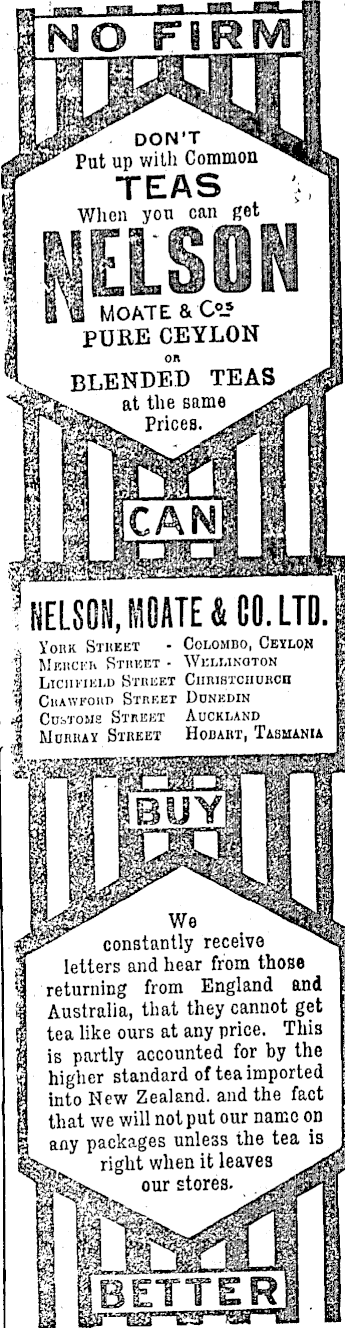 NO FIRM
DON'T
Put up with Common
TEAS
When you can get
NELSON
MOATE & Cos
PURE CEYLON
OR
BLENDED TEAS
at the same
Prices.
CAN
NELSON, MOATE & CO. LTD.
YORK STREET - COLOMBO, CEYLON
MERCER STREET - WELLINGTON
LICHFIELD STREET CHRISTCHURCH
CRAWFORD STREET DUNEDIN
CUSTOMS STREET AUCKLAND
MURRAY STREET HOBART, TASMANIA
BUY
We
constantly receive
letters and hear from those
returning from England and
Australia, that they cannot get
tea like ours at any price. This
is partly accounted for by the
higher standard of tea imported
into New Zealand. and the fact
that we will not put our name on
any packages unless the tea is
right when it leaves
our stores.
BETTER